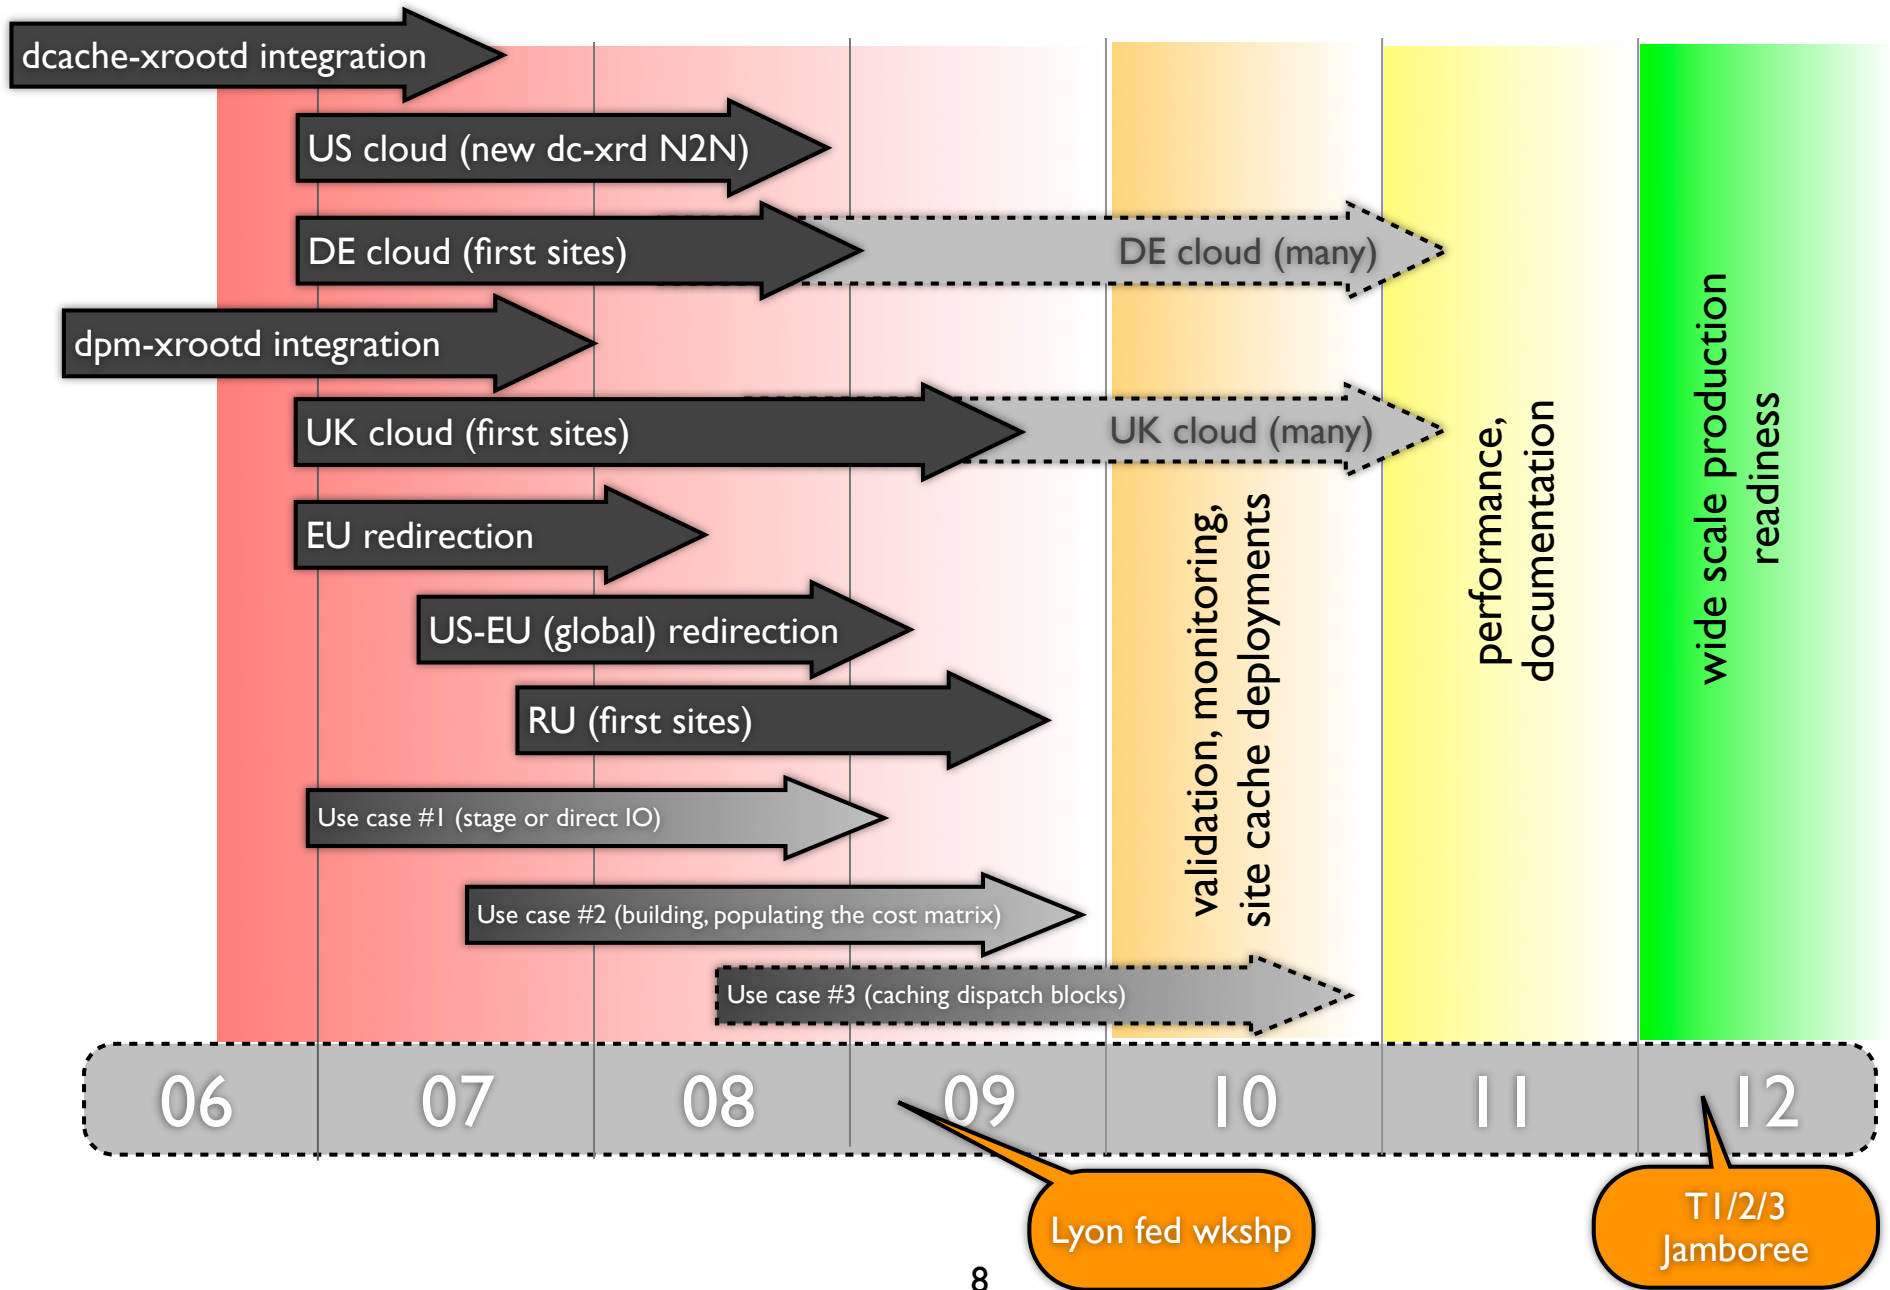 dcache-xrootd integration
US cloud (new dc-xrd N2N)
DE cloud (first sites)
DE cloud (many)
dpm-xrootd integration
UK cloud (first sites)
UK cloud (many)
EU redirection
US-EU (global) redirection
RU (first sites)
Use case #1 (stage or direct IO)
Use case #2 (building, populating the cost matrix)
Use case #3 (caching dispatch blocks)
validation, monitoring,
site cache deployments
performance,
documentation
wide scale production
readiness
06
07
08
09
10
11
12
Lyon fed wkshp
T1/2/3
Jamboree
8